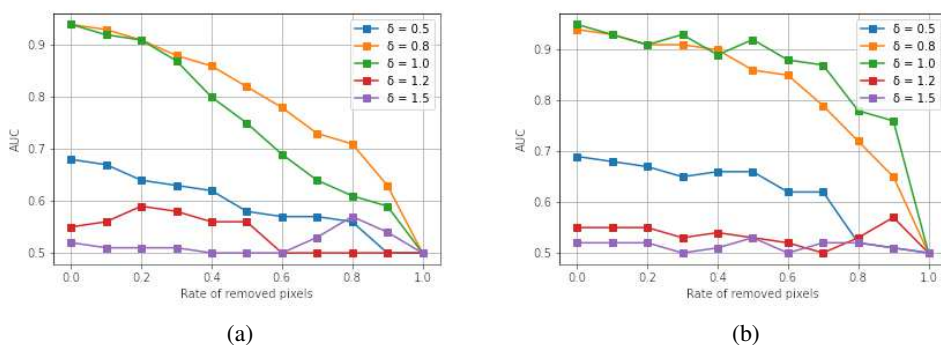 δ = 0.5
δ = 0.8
δ = 1.0
δ = 1.2
δ = 1.5
0.9
0.8
0.7
0.6
0.5
AUC
0.0 0.2 0.4 0.6 0.8 1.0
Rate of removed pixels
(a)
δ = 0.5
δ = 0.8
δ = 1.0
δ = 1.2
δ = 1.5
0.9
0.8
0.7
0.6
0.5
AUC
0.0 0.2 0.4 0.6 0.8 1.0
Rate of removed pixels
(b)